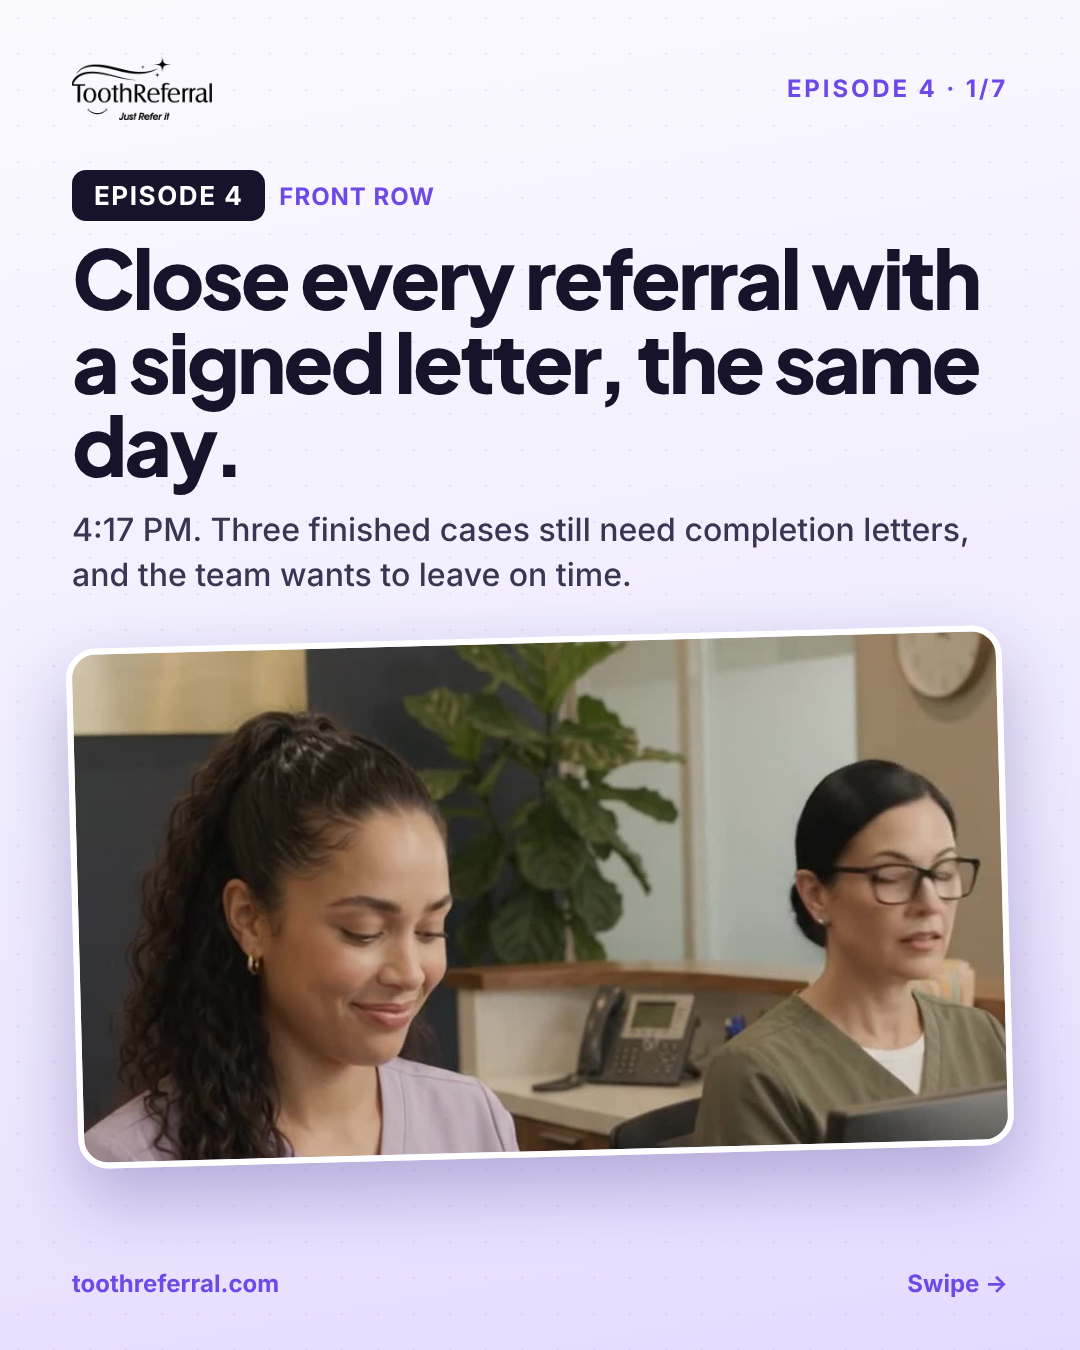 ToothReferral
Just Refer it
EPISODE 4 · 1/7
EPISODE 4
FRONT ROW
Close every referral with
a signed letter, the same
day.
4:17 PM. Three finished cases still need completion letters,
and the team wants to leave on time.
toothreferral.com
Swipe →